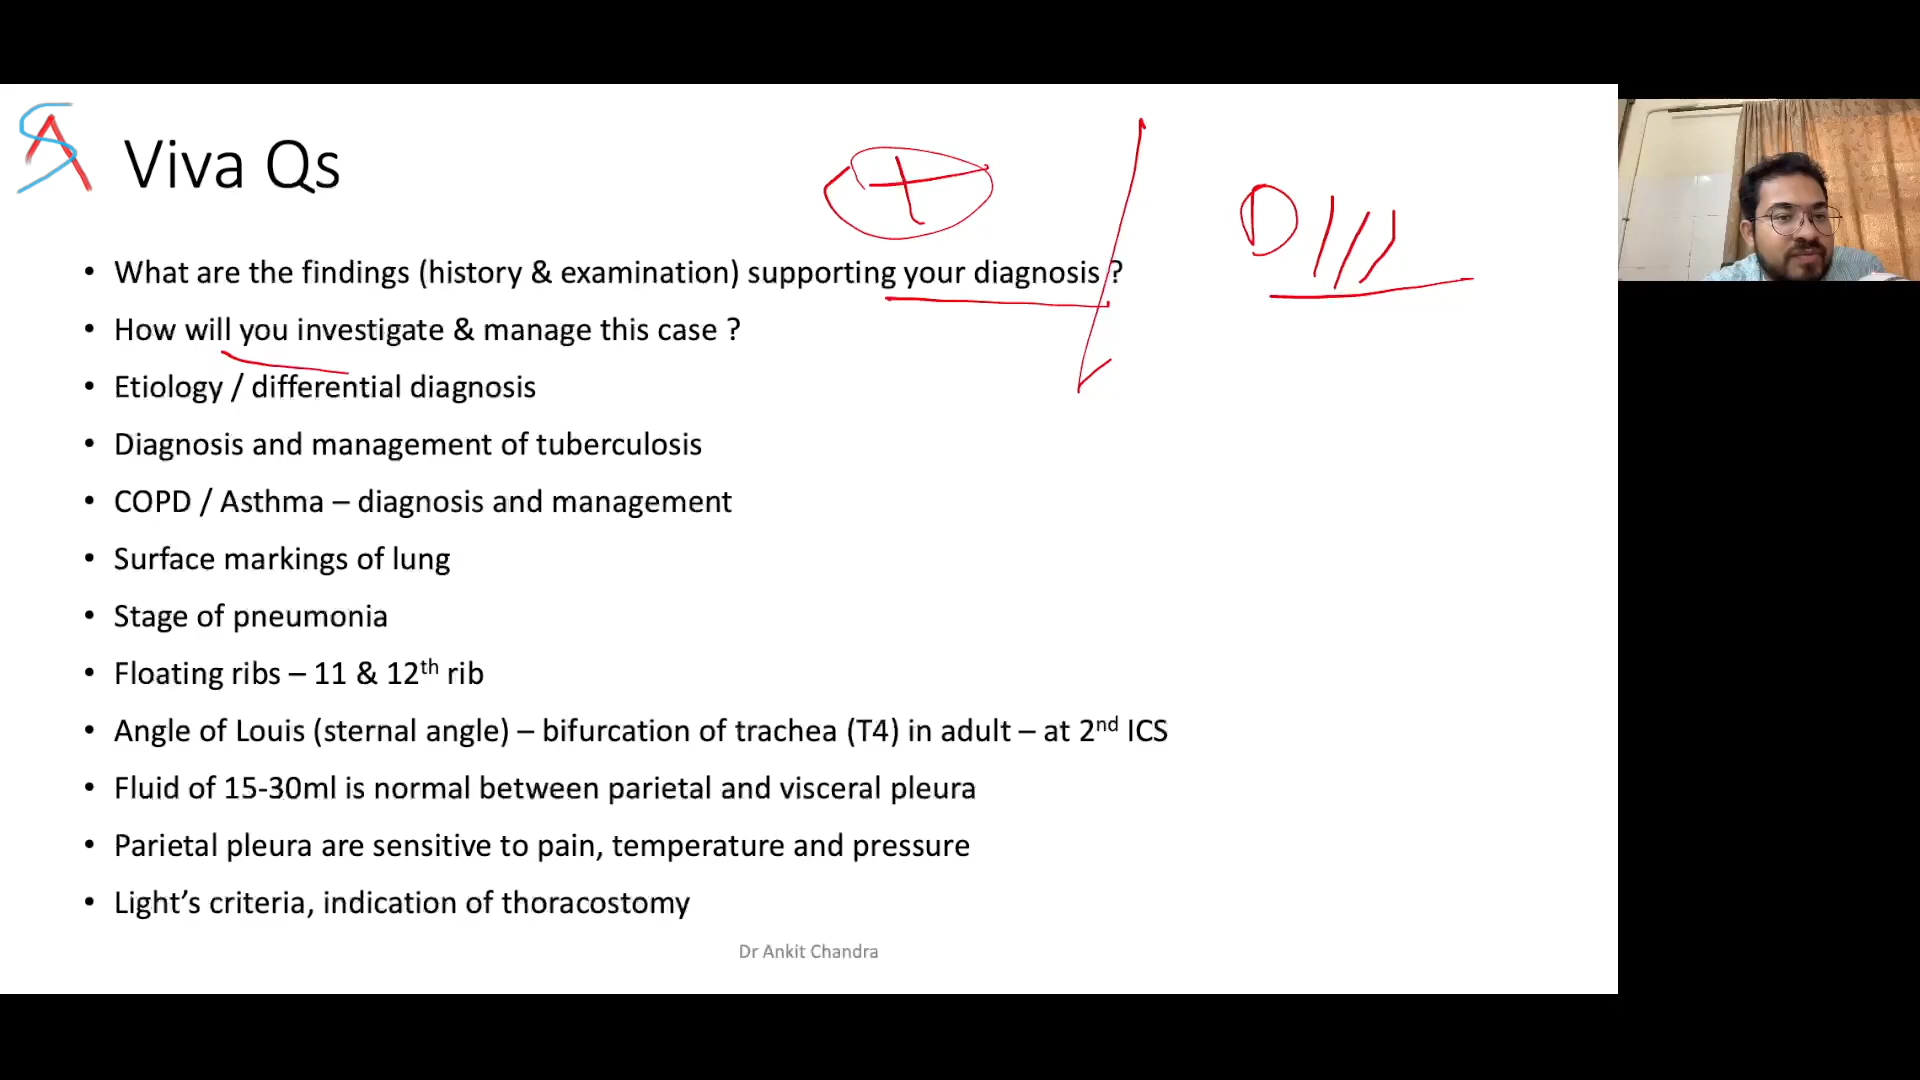 Viva Qs
• What are the findings (history & examination) supporting your diagnosis ?
• How will you investigate & manage this case ?
• Etiology / differential diagnosis
• Diagnosis and management of tuberculosis
• COPD / Asthma – diagnosis and management
• Surface markings of lung
• Stage of pneumonia
• Floating ribs – 11 & 12th rib
• Angle of Louis (sternal angle) – bifurcation of trachea (T4) in adult – at 2nd ICS
• Fluid of 15-30ml is normal between parietal and visceral pleura
• Parietal pleura are sensitive to pain, temperature and pressure
• Light’s criteria, indication of thoracostomy
Dr Ankit Chandra